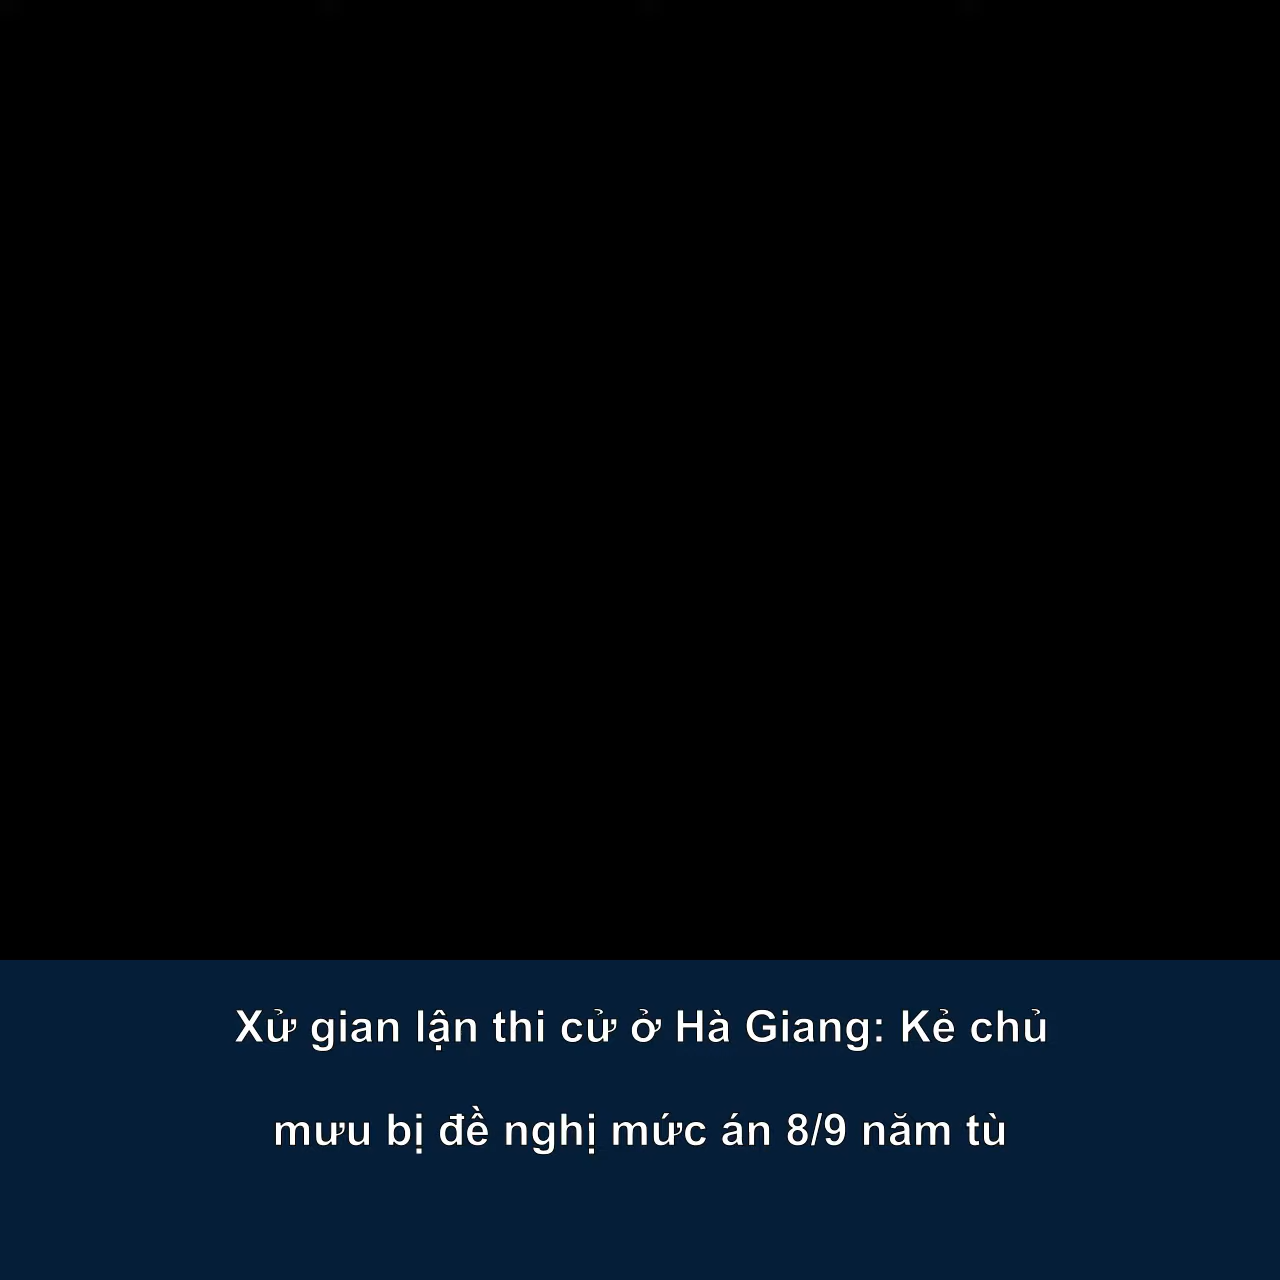 Xử gian lận thi cử ở Hà Giang: Kẻ chủ
mưu bị đề nghị mức án 8/9 năm tù